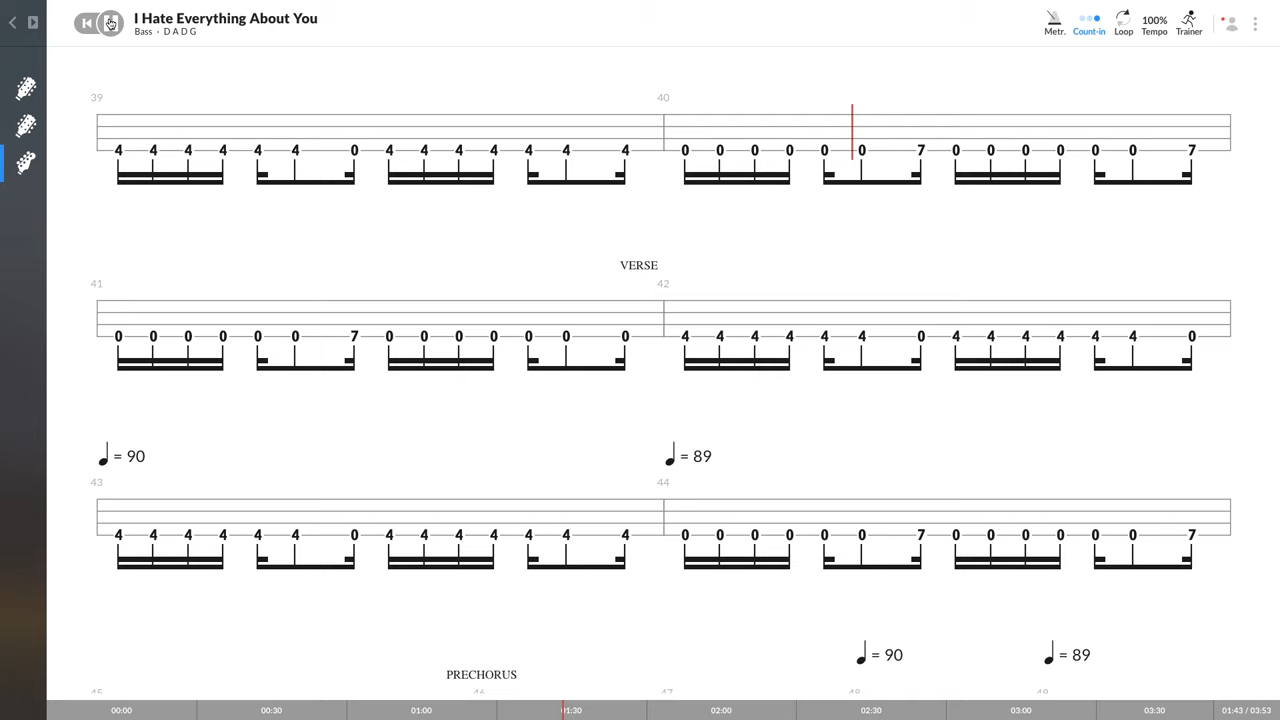 I Hate Everything About You
Bass · D A D G
Metr. Count-in Loop 100% Tempo Trainer
39 40
4 4 4 4 4 4 0 4 4 4 4 4 4 4 0 0 0 0 0 0 7 0 0 0 0 0 0 7
VERSE
41 42
0 0 0 0 0 0 7 0 0 0 0 0 0 0 4 4 4 4 4 4 0 4 4 4 4 4 4 0
= 90 = 89
43 44
4 4 4 4 4 4 0 4 4 4 4 4 4 4 0 0 0 0 0 0 7 0 0 0 0 0 0 7
= 90 = 89
PRECHORUS
45 46 47 48 49
00:00 00:30 01:00 01:30 02:00 02:30 03:00 03:30 01:43 / 03:53